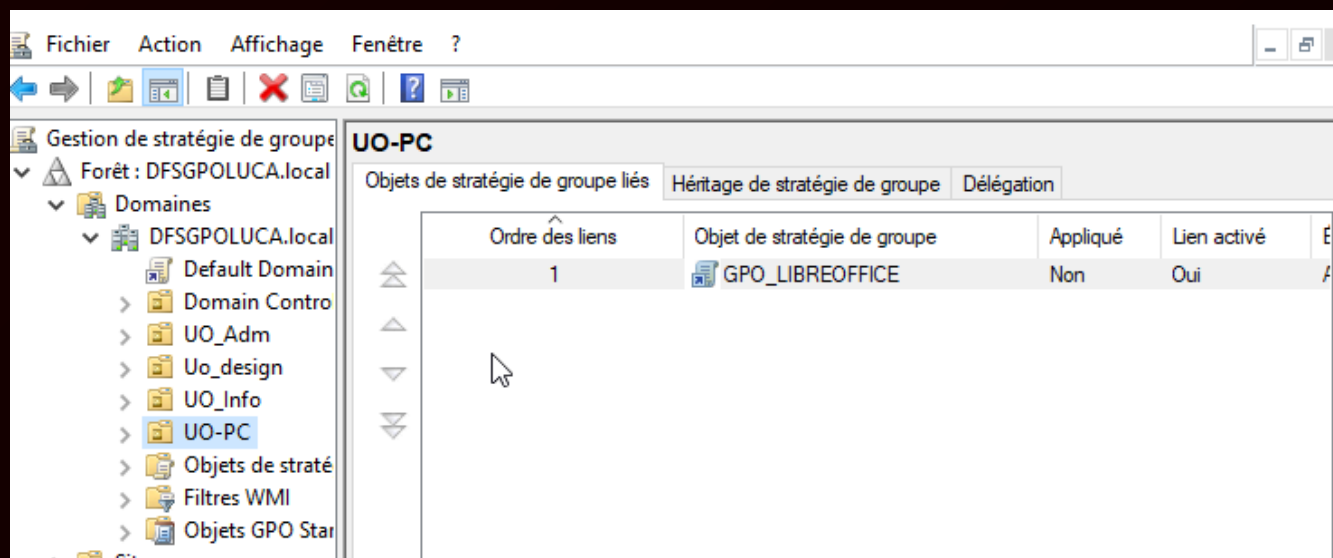 Fichier Action Affichage Fenêtre ?
Gestion de stratégie de groupe
Forêt : DFSGPOLUCA.local
Domaines
DFSGPOLUCA.local
Default Domain
Domain Contro
UO_Adm
Uo_design
UO_Info
UO-PC
Objets de straté
Filtres WMI
Objets GPO Star
UO-PC
Objets de stratégie de groupe liés Héritage de stratégie de groupe Délégation
Ordre des liens Objet de stratégie de groupe Appliqué Lien activé É
1 GPO_LIBREOFFICE Non Oui